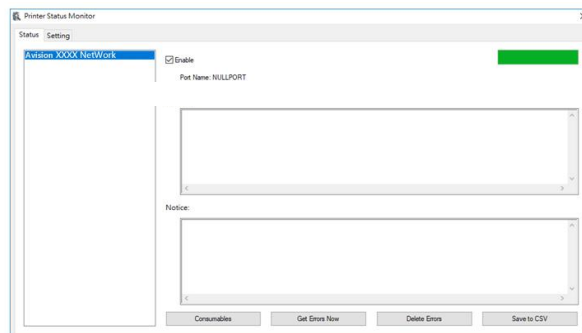 Printer Status Monitor
Status Setting
Avision XXXX NetWork
Enable
Port Name: NULLPORT
Notice:
Consumables Get Errors Now Delete Errors Save to CSV